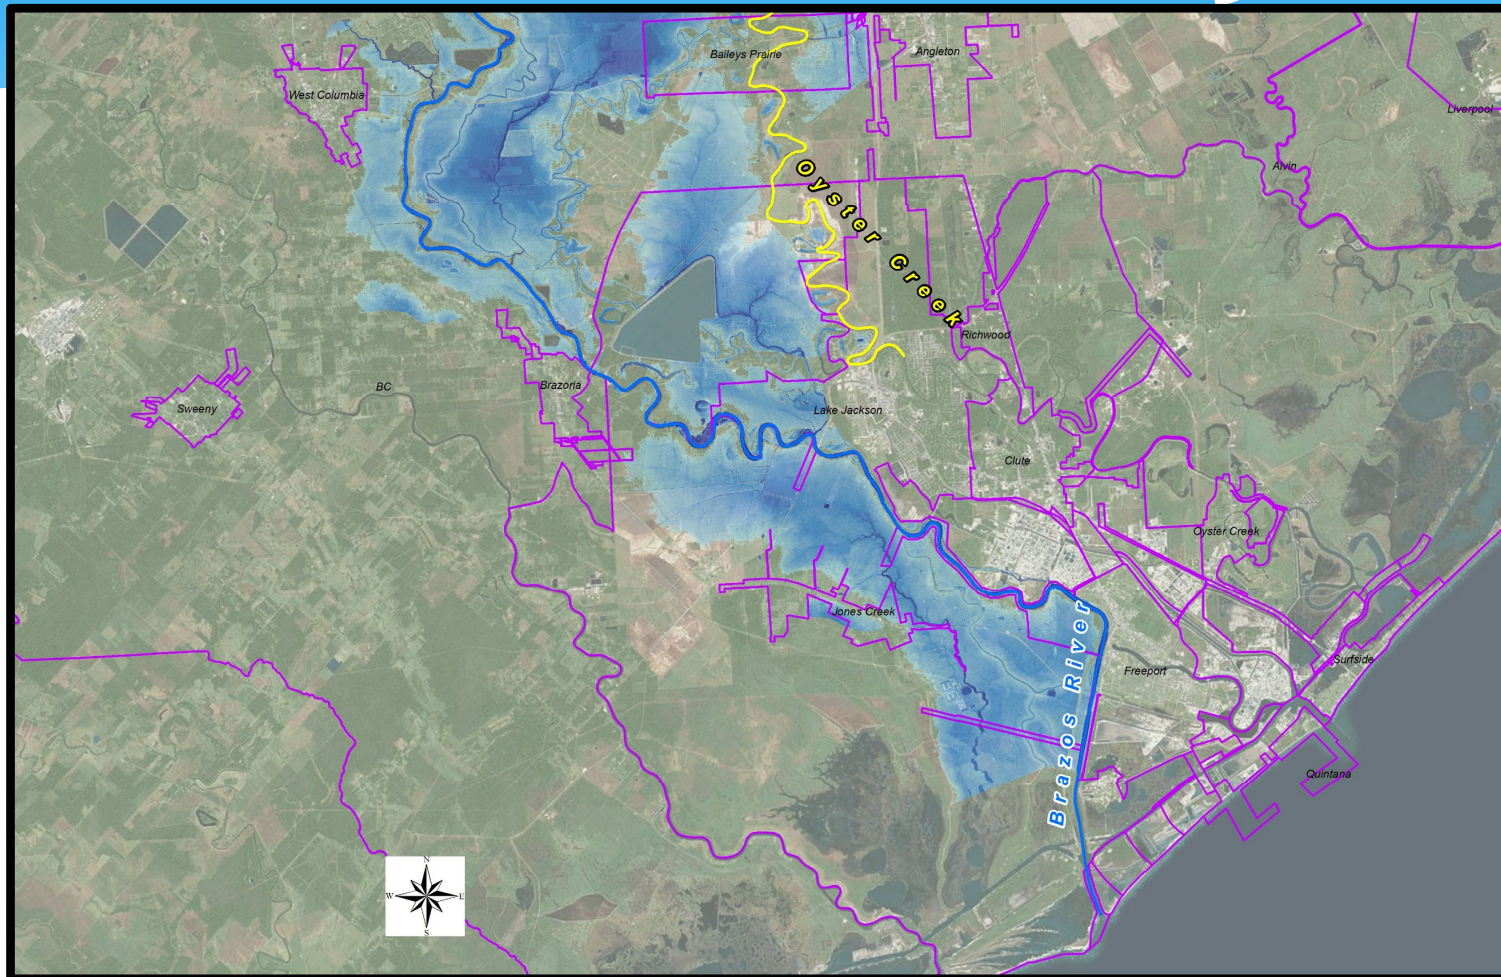 Baileys Prairie
Angleton
West Columbia
Liverpool
Alvin
Oyster Creek
Richwood
BC
Brazoria
Sweeny
Lake Jackson
Clute
Oyster Creek
Jones Creek
Brazos River
Freeport
Surfside
Quintana
N
W
E
S